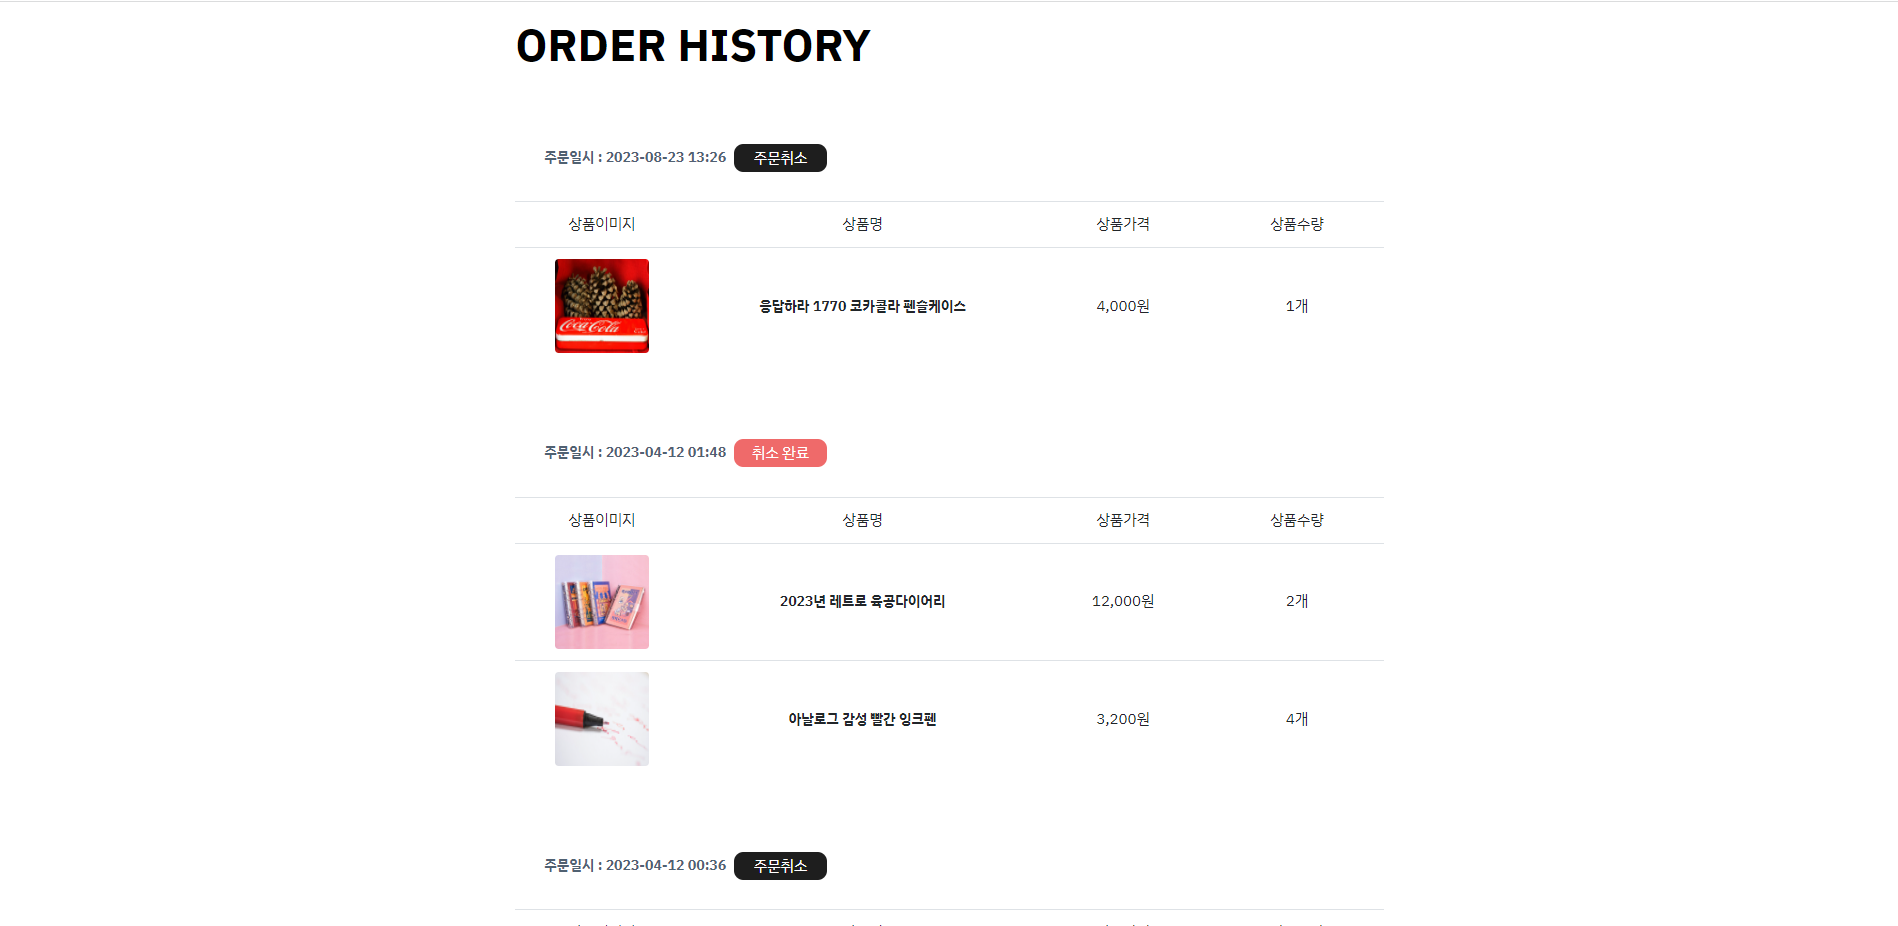 ORDER HISTORY
주문일시 : 2023-08-23 13:26 주문취소
상품이미지 상품명 상품가격 상품수량
Coca-Cola
응답하라 1770 코카콜라 펜슬케이스 4,000원 1개
주문일시 : 2023-04-12 01:48 취소 완료
상품이미지 상품명 상품가격 상품수량
2023년 레트로 육공다이어리 12,000원 2개
아날로그 감성 빨간 잉크펜 3,200원 4개
주문일시 : 2023-04-12 00:36 주문취소